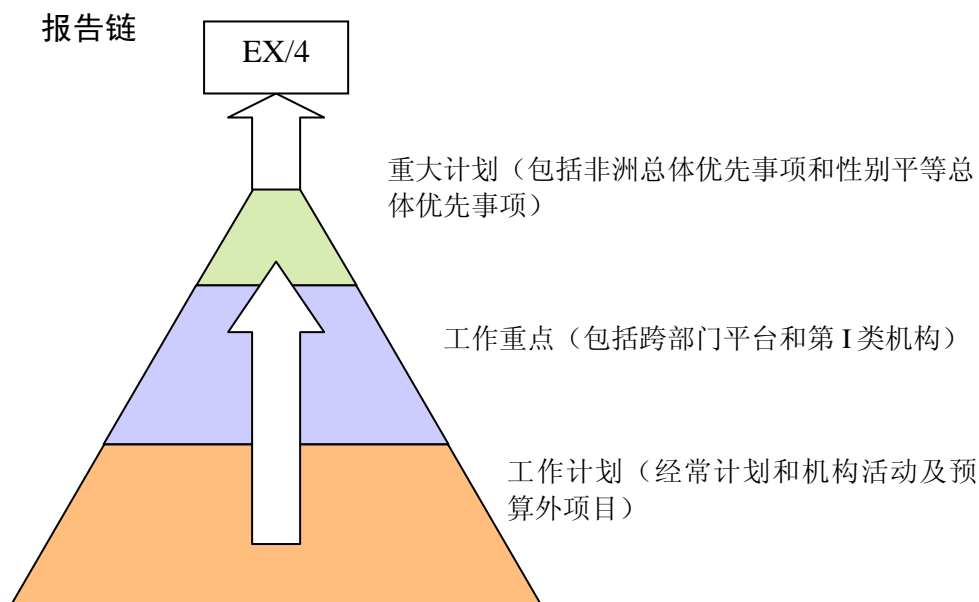 报告链
EX/4
重大计划（包括非洲总体优先事项和性别平等总
体优先事项）
工作重点（包括跨部门平台和第 I 类机构）
工作计划（经常计划和机构活动及预
算外项目）